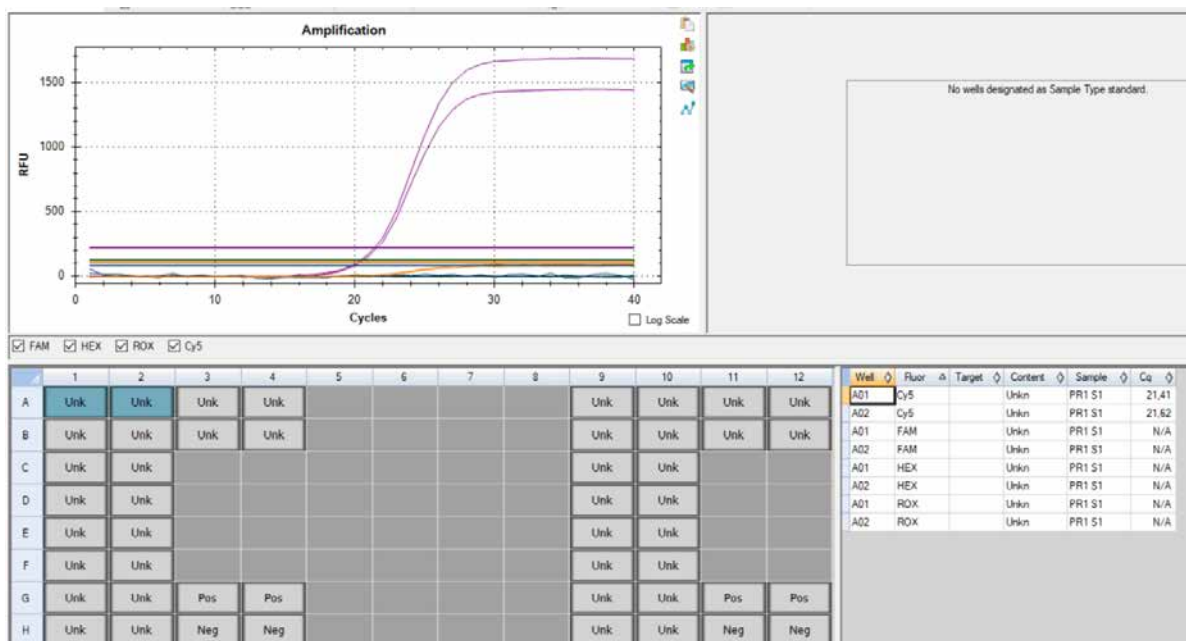 Amplification
1500
1000
500
0
RFU
0 10 20 30 40
Cycles
Log Scale
No wells designated as Sample Type standard.
FAM HEX ROX Cy5
1 2 3 4 5 6 7 8 9 10 11 12
A Unk Unk Unk Unk Unk Unk Unk Unk
B Unk Unk Unk Unk Unk Unk Unk Unk
C Unk Unk Unk Unk
D Unk Unk Unk Unk
E Unk Unk Unk Unk
F Unk Unk Unk Unk
G Unk Unk Pos Pos Unk Unk Pos Pos
H Unk Unk Neg Neg Unk Unk Neg Neg
Well Fluor Target Content Sample Cq
A01 Cy5 Unkn PR1 S1 21,41
A02 Cy5 Unkn PR1 S1 21,62
A01 FAM Unkn PR1 S1 N/A
A02 FAM Unkn PR1 S1 N/A
A01 HEX Unkn PR1 S1 N/A
A02 HEX Unkn PR1 S1 N/A
A01 ROX Unkn PR1 S1 N/A
A02 ROX Unkn PR1 S1 N/A